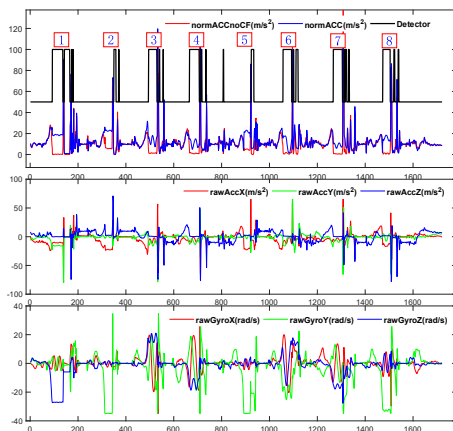 normACCnoCF(m/s²) normACC(m/s²) Detector
120
1 2 3 4 5 6 7 8
100
80
60
40
20
0
0 200 400 600 800 1000 1200 1400 1600
100
rawAccX(m/s²) rawAccY(m/s²) rawAccZ(m/s²)
50
0
-50
-100
0 200 400 600 800 1000 1200 1400 1600
40
rawGyroX(rad/s) rawGyroY(rad/s) rawGyroZ(rad/s)
20
0
-20
-40
0 200 400 600 800 1000 1200 1400 1600